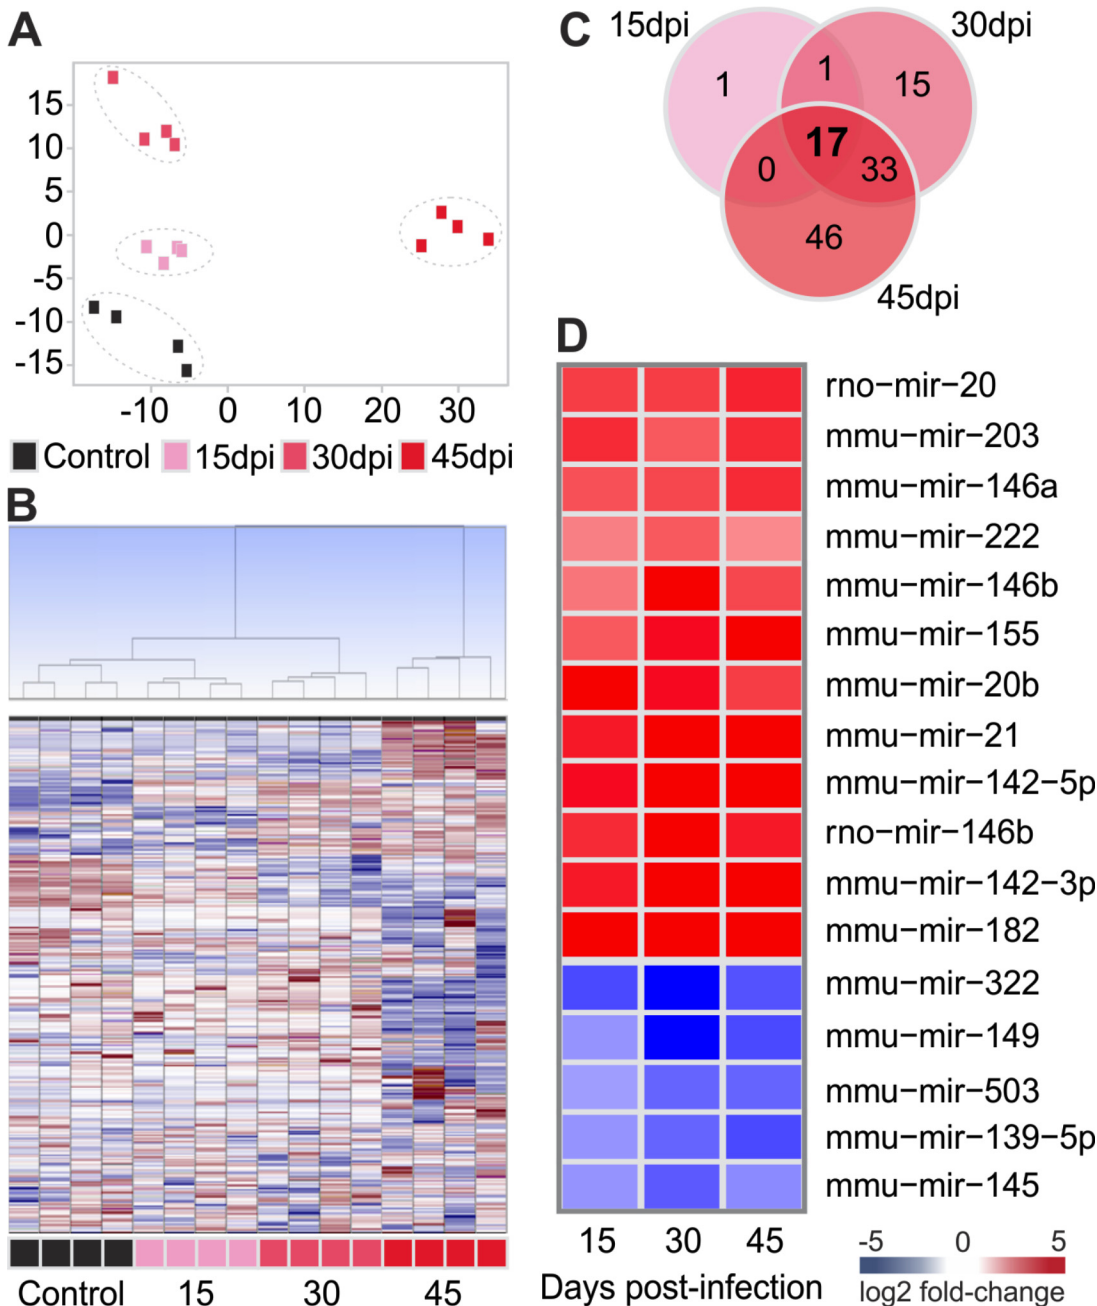 A
15
10
5
0
-5
-10
-15
-10 0 10 20 30
Control 15dpi 30dpi 45dpi
B
Control 15 30 45
C
15dpi 30dpi
1 1 15
17
0 33
46
45dpi
D
rno-mir-20
mmu-mir-203
mmu-mir-146a
mmu-mir-222
mmu-mir-146b
mmu-mir-155
mmu-mir-20b
mmu-mir-21
mmu-mir-142-5p
rno-mir-146b
mmu-mir-142-3p
mmu-mir-182
mmu-mir-322
mmu-mir-149
mmu-mir-503
mmu-mir-139-5p
mmu-mir-145
15 30 45
Days post-infection
-5 0 5
log2 fold-change